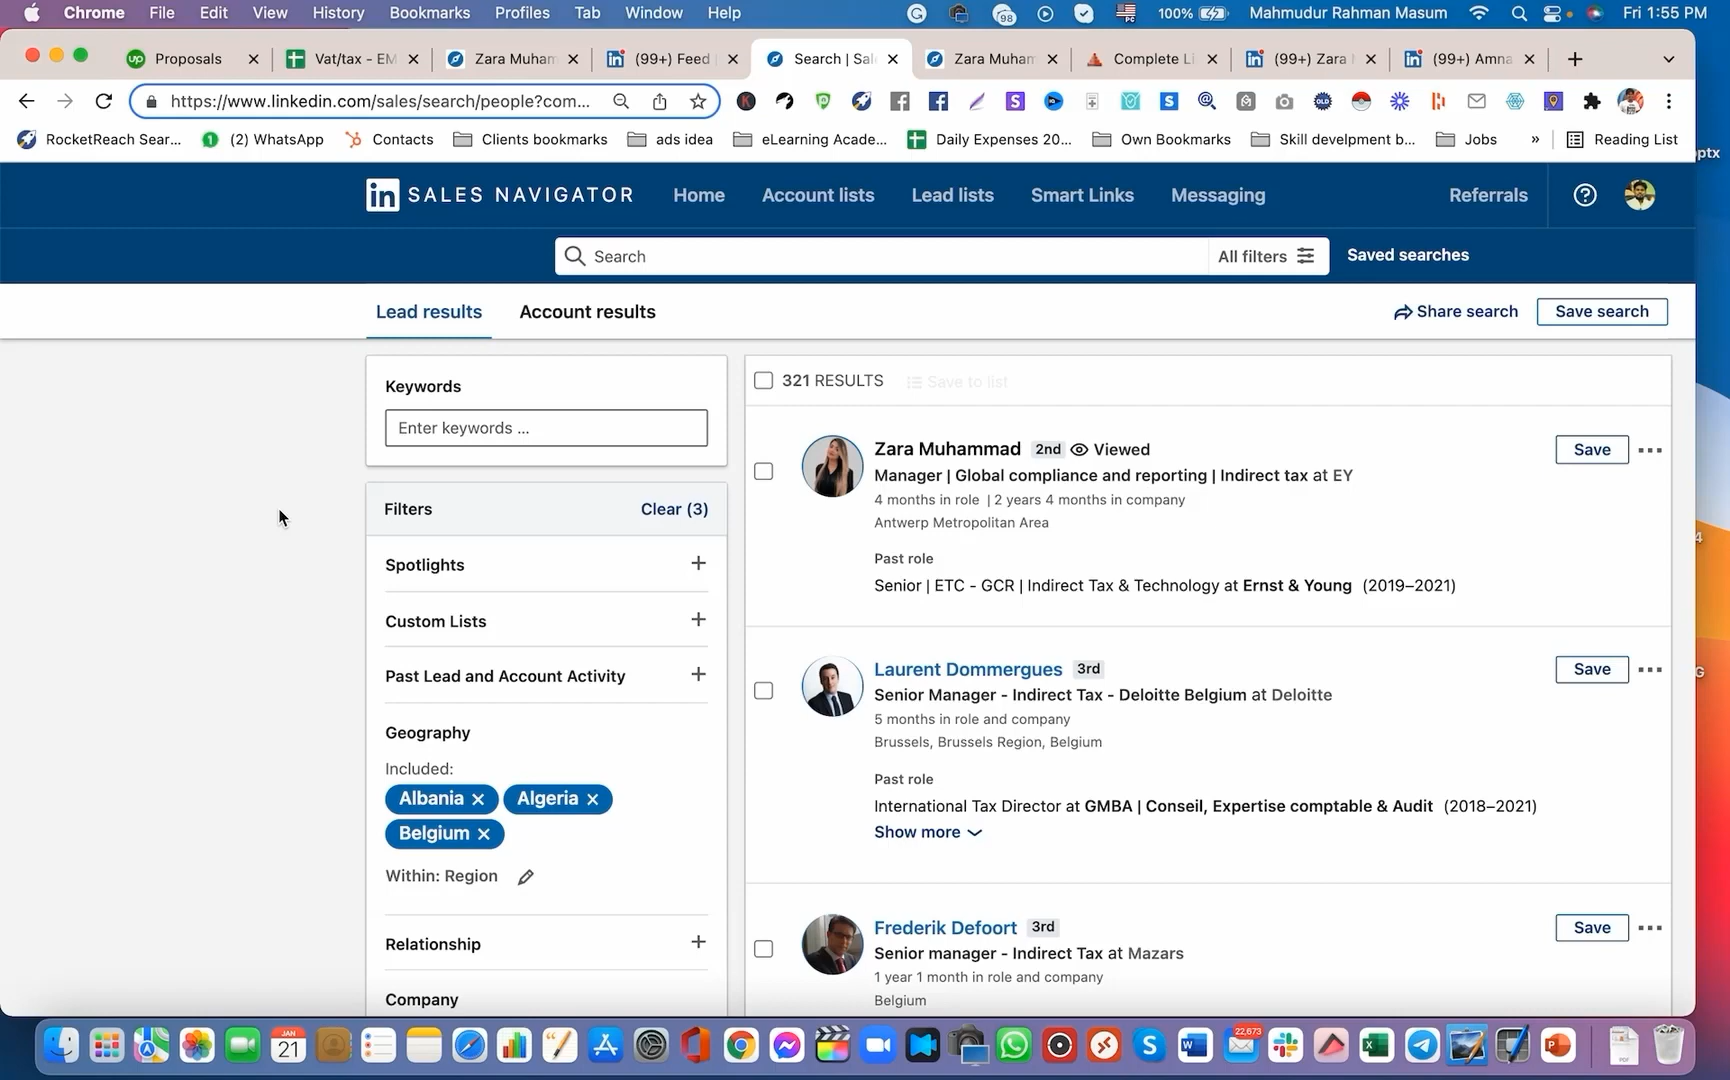 Chrome File Edit View History Bookmarks Profiles Tab Window Help 98 100% Mahmudur Rahman Masum Fri 1:55 PM
Proposals Vat/tax - EM Zara Muham (99+) Feed Search | Sal Zara Muham Complete Li (99+) Zara (99+) Amna
https://www.linkedin.com/sales/search/people?com...
RocketReach Sear... (2) WhatsApp Contacts Clients bookmarks ads idea eLearning Acade... Daily Expenses 20... Own Bookmarks Skill develpment b... Jobs » Reading List
in SALES NAVIGATOR Home Account lists Lead lists Smart Links Messaging Referrals
Search All filters Saved searches
Lead results Account results Share search Save search
Keywords
Enter keywords ...
Filters Clear (3)
Spotlights +
Custom Lists +
Past Lead and Account Activity +
Geography
Included:
Albania × Algeria ×
Belgium ×
Within: Region
Relationship +
Company
321 RESULTS Save to list
Zara Muhammad 2nd Viewed Save
Manager | Global compliance and reporting | Indirect tax at EY
4 months in role | 2 years 4 months in company
Antwerp Metropolitan Area
Past role
Senior | ETC - GCR | Indirect Tax & Technology at Ernst & Young (2019–2021)
Laurent Dommergues 3rd Save
Senior Manager - Indirect Tax - Deloitte Belgium at Deloitte
5 months in role and company
Brussels, Brussels Region, Belgium
Past role
International Tax Director at GMBA | Conseil, Expertise comptable & Audit (2018–2021)
Show more
Frederik Defoort 3rd Save
Senior manager - Indirect Tax at Mazars
1 year 1 month in role and company
Belgium
JAN
21
22,673